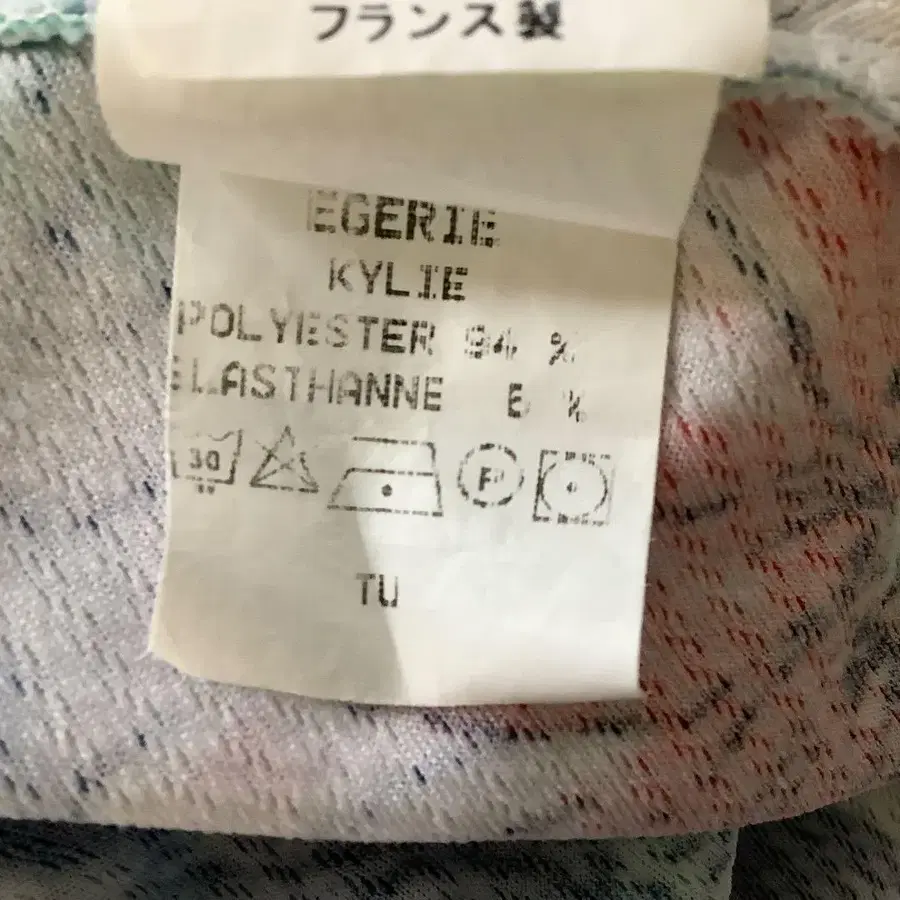 フランス製
EGERIE
KYLIE
POLYESTER 94 %
ELASTHANNE 6 %
30
P
TU